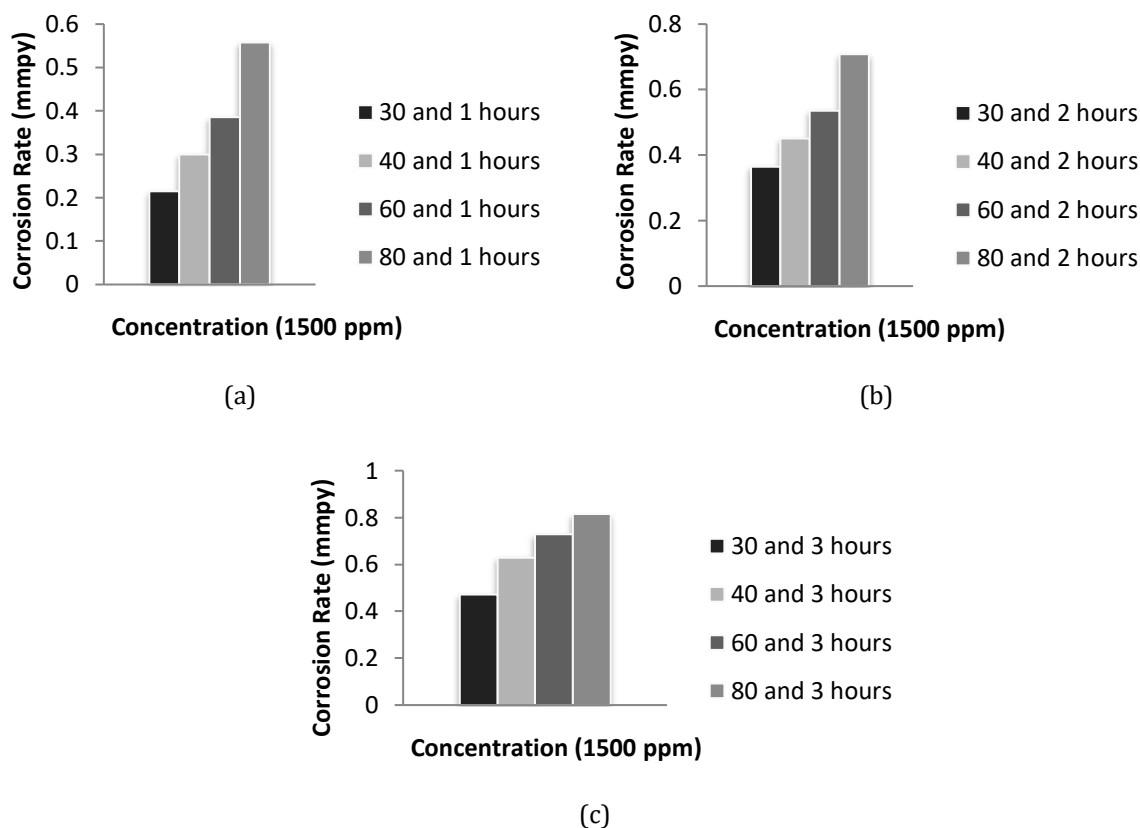 Corrosion Rate (mmpy)
0.6
0.5
0.4
0.3
0.2
0.1
0
30 and 1 hours
40 and 1 hours
60 and 1 hours
80 and 1 hours
Concentration (1500 ppm)
(a)
Corrosion Rate (mmpy)
0.8
0.6
0.4
0.2
0
30 and 2 hours
40 and 2 hours
60 and 2 hours
80 and 2 hours
Concentration (1500 ppm)
(b)
Corrosion Rate (mmpy)
1
0.8
0.6
0.4
0.2
0
30 and 3 hours
40 and 3 hours
60 and 3 hours
80 and 3 hours
Concentration (1500 ppm)
(c)